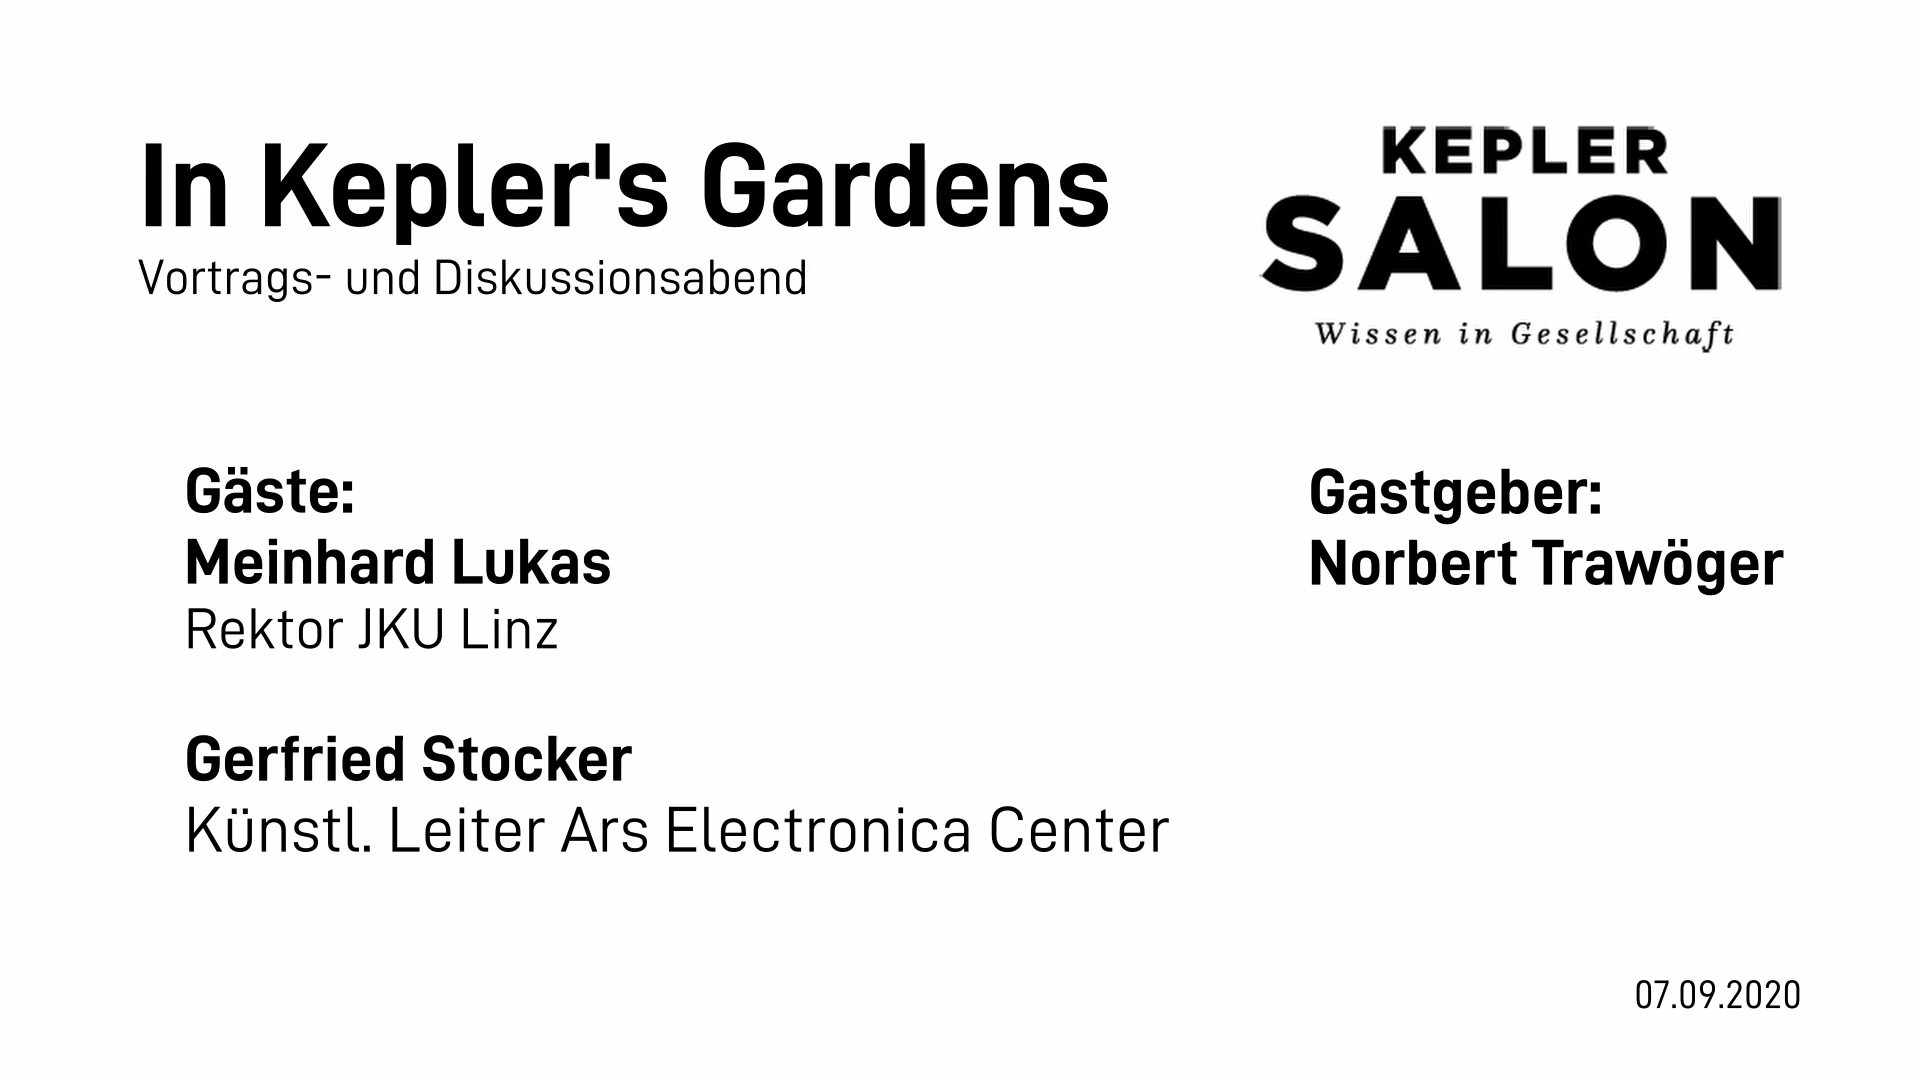 In Kepler's Gardens
Vortrags- und Diskussionsabend
KEPLER
SALON
Wissen in Gesellschaft
Gäste:
Meinhard Lukas
Rektor JKU Linz
Gerfried Stocker
Künstl. Leiter Ars Electronica Center
Gastgeber:
Norbert Trawöger
07.09.2020